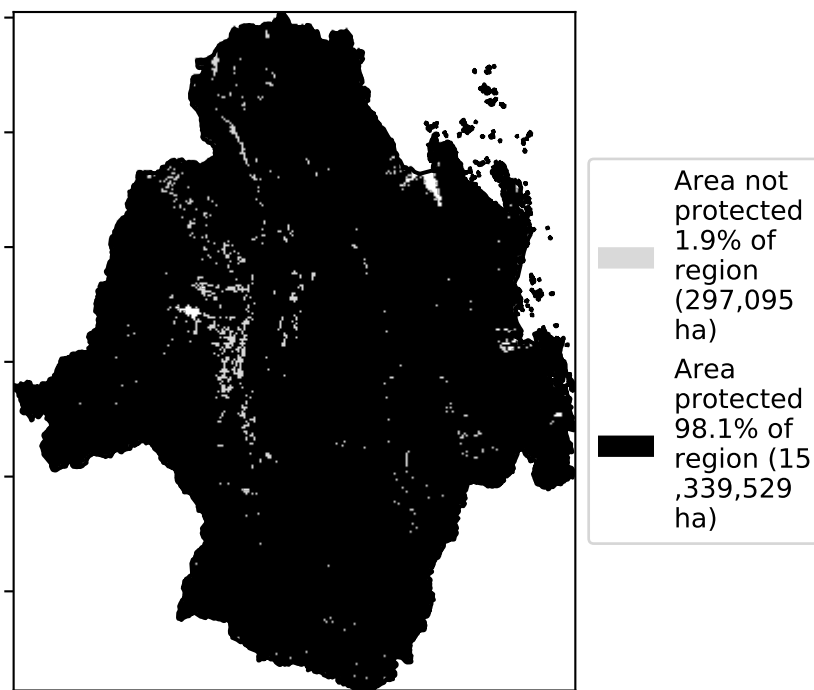 Area not
protected
1.9% of
region
(297,095
ha)
Area
protected
98.1% of
region (15
,339,529
ha)